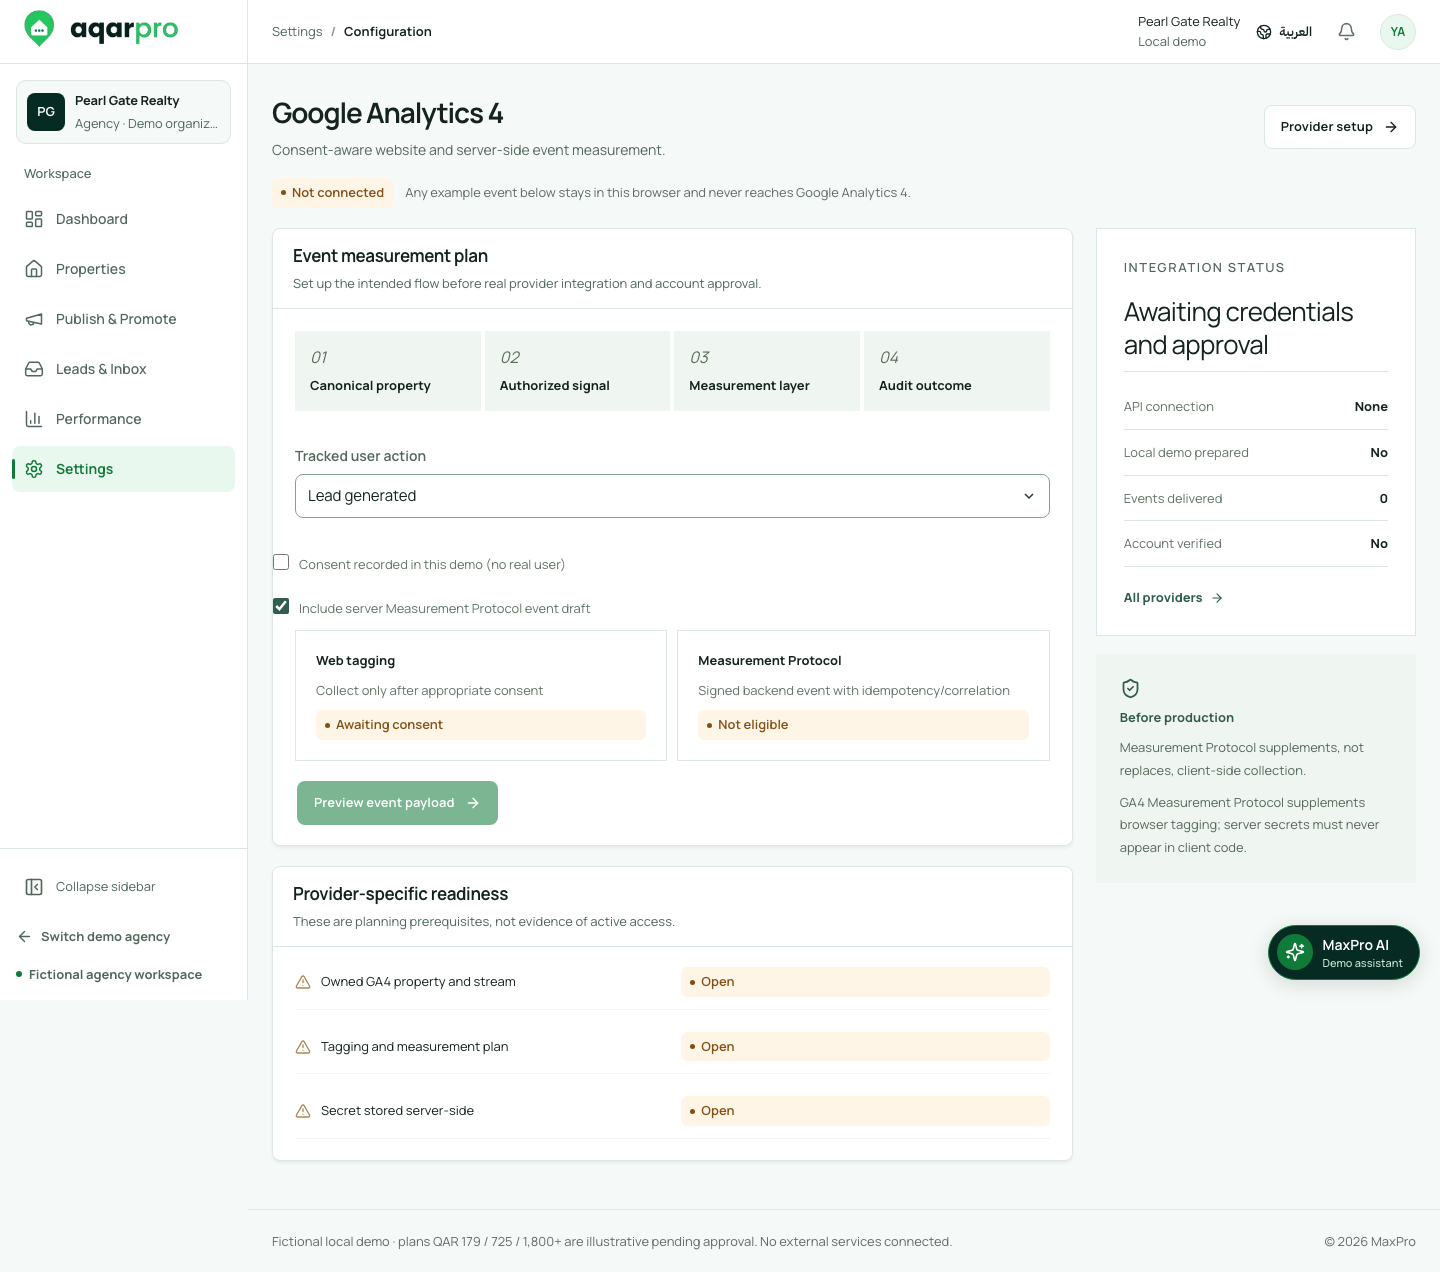 aqarpro
Settings / Configuration
Pearl Gate Realty
Local demo
العربية
YA
PG
Pearl Gate Realty
Agency · Demo organiz...
Workspace
Dashboard
Properties
Publish & Promote
Leads & Inbox
Performance
Settings
Collapse sidebar
Switch demo agency
Fictional agency workspace
Google Analytics 4
Consent-aware website and server-side event measurement.
Provider setup
Not connected
Any example event below stays in this browser and never reaches Google Analytics 4.
Event measurement plan
Set up the intended flow before real provider integration and account approval.
01
Canonical property
02
Authorized signal
03
Measurement layer
04
Audit outcome
Tracked user action
Lead generated
Consent recorded in this demo (no real user)
Include server Measurement Protocol event draft
Web tagging
Collect only after appropriate consent
Awaiting consent
Measurement Protocol
Signed backend event with idempotency/correlation
Not eligible
Preview event payload
Provider-specific readiness
These are planning prerequisites, not evidence of active access.
Owned GA4 property and stream
Open
Tagging and measurement plan
Open
Secret stored server-side
Open
INTEGRATION STATUS
Awaiting credentials
and approval
API connection None
Local demo prepared No
Events delivered 0
Account verified No
All providers
Before production
Measurement Protocol supplements, not
replaces, client-side collection.
GA4 Measurement Protocol supplements
browser tagging; server secrets must never
appear in client code.
MaxPro AI
Demo assistant
Fictional local demo · plans QAR 179 / 725 / 1,800+ are illustrative pending approval. No external services connected.
© 2026 MaxPro